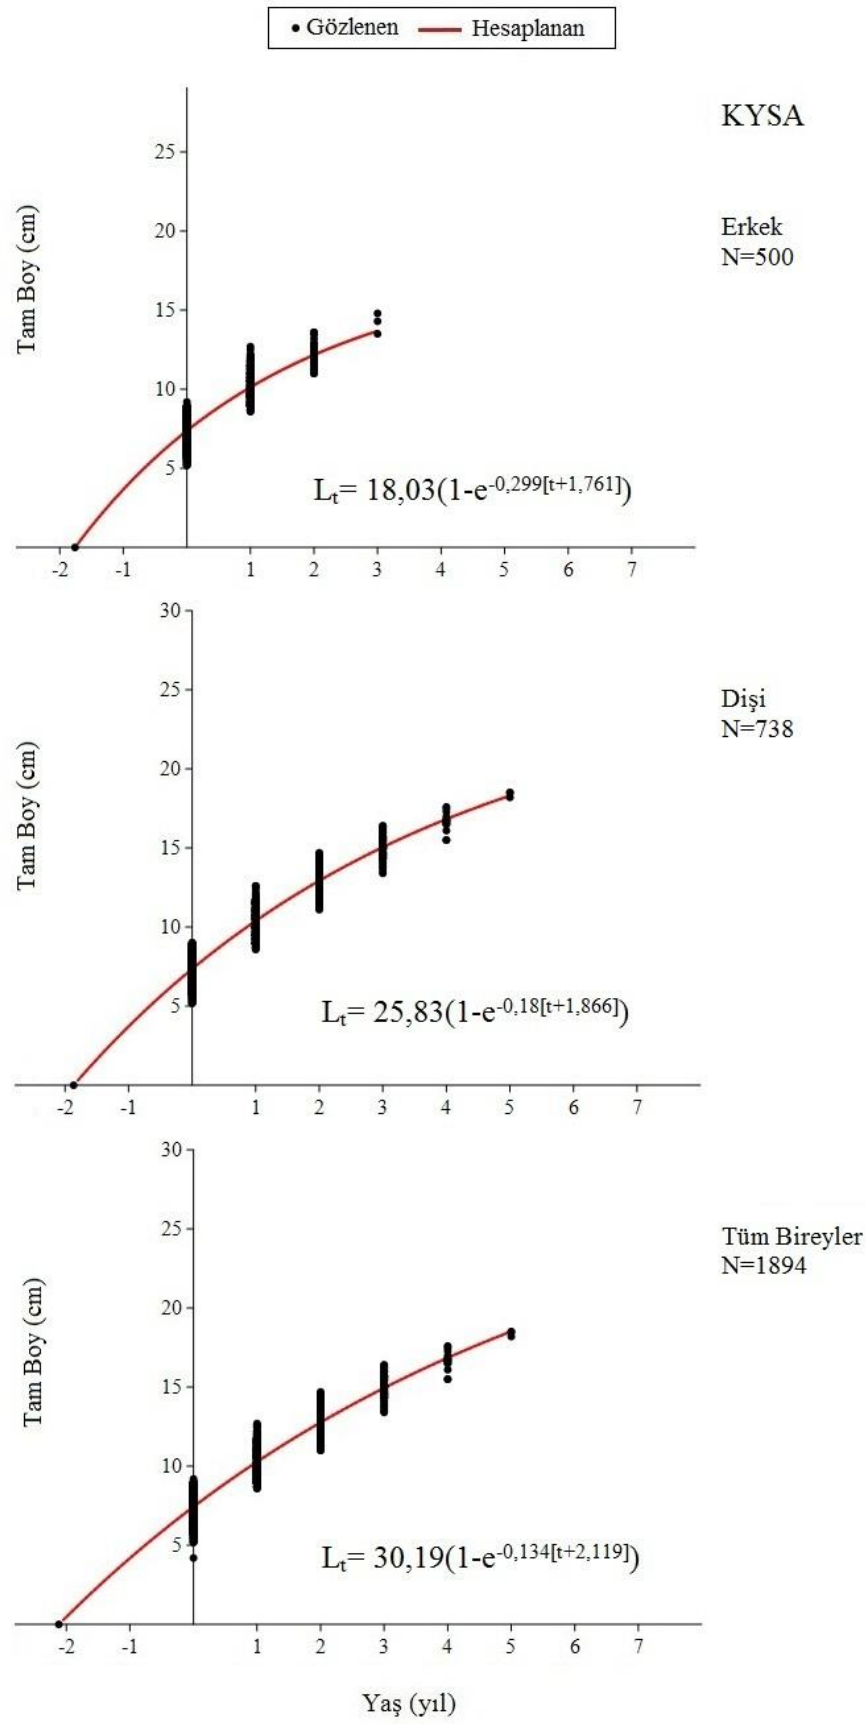 Gözlenen Hesaplanan
KYSA
Erkek
N=500
Tam Boy (cm)
25
20
15
10
5
Lt= 18,03(1-e-0,299[t+1,761])
-2 -1 1 2 3 4 5 6 7
Dişi
N=738
Tam Boy (cm)
30
25
20
15
10
5
Lt= 25,83(1-e-0,18[t+1,866])
-2 -1 1 2 3 4 5 6 7
Tüm Bireyler
N=1894
Tam Boy (cm)
30
25
20
15
10
5
Lt= 30,19(1-e-0,134[t+2,119])
-2 -1 1 2 3 4 5 6 7
Yaş (yıl)